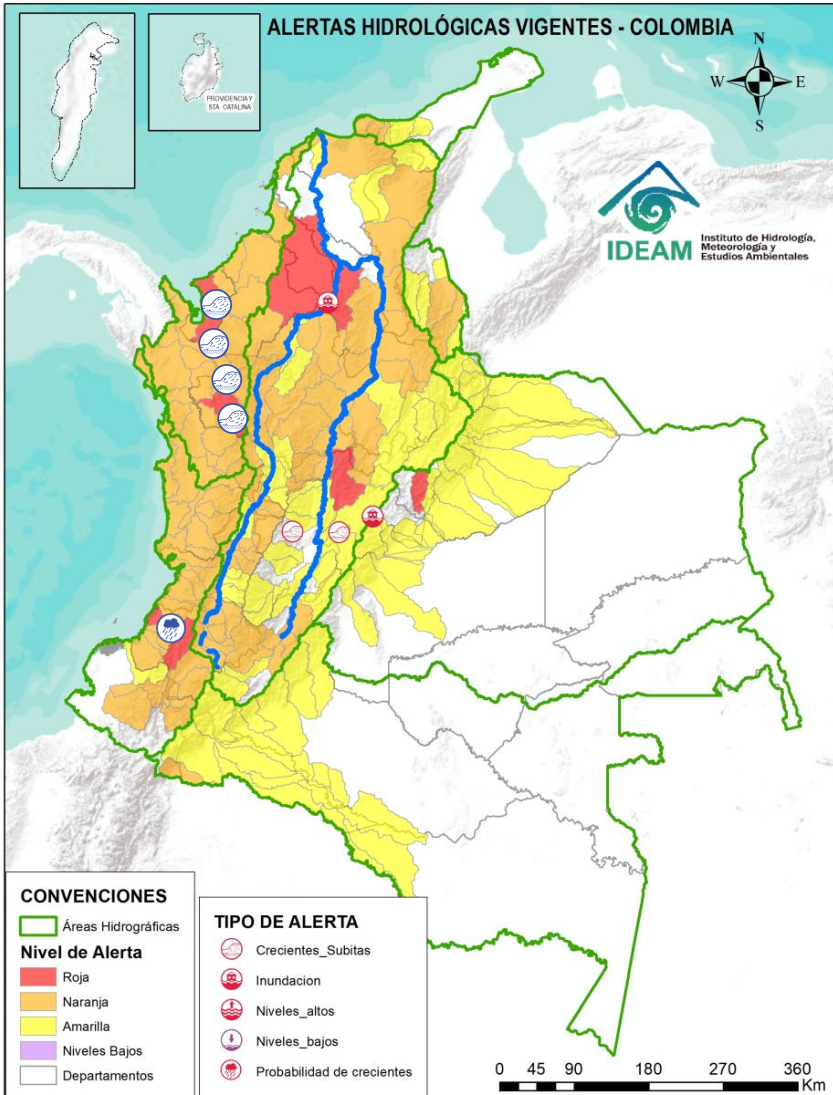 ALERTAS HIDROLÓGICAS VIGENTES - COLOMBIA
N
W
E
S
PROVIDENCIA Y
STA. CATALINA
IDEAM
Instituto de Hidrología,
Meteorología y
Estudios Ambientales
CONVENCIONES
Áreas Hidrográficas
Nivel de Alerta
Roja
Naranja
Amarilla
Niveles Bajos
Departamentos
TIPO DE ALERTA
Crecientes_Subitas
Inundacion
Niveles_altos
Niveles_bajos
Probabilidad de crecientes
0 45 90 180 270 360
Km